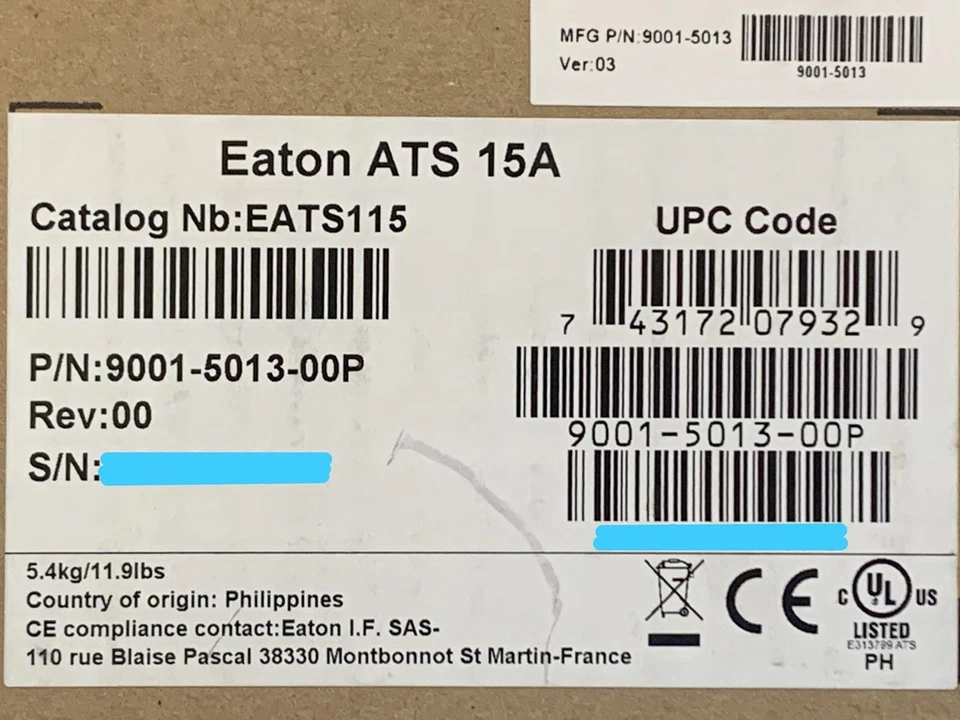 MFG P/N:9001-5013
Ver:03
9001-5013
Eaton ATS 15A
Catalog Nb:EATS115
UPC Code
7 43172 07932 9
P/N:9001-5013-00P
Rev:00
9001-5013-00P
S/N:
5.4kg/11.9lbs
Country of origin: Philippines
CE compliance contact:Eaton I.F. SAS-
110 rue Blaise Pascal 38330 Montbonnot St Martin-France
CE
C UL US
LISTED
E313799 ATS
PH